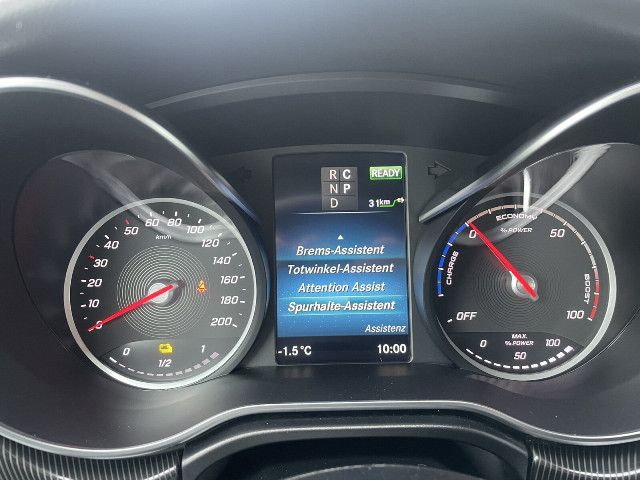 0
20
30
40
50
60
80
100
120
140
160
180
200
km/h
0
1/2
1
R C
N P
D
READY
31km
Brems-Assistent
Totwinkel-Assistent
Attention Assist
Spurhalte-Assistent
Assistenz
-1.5 °C
10:00
OFF
CHARGE
0
ECONOMY
% POWER
50
BOOST
100
MAX.
% POWER
0
50
100